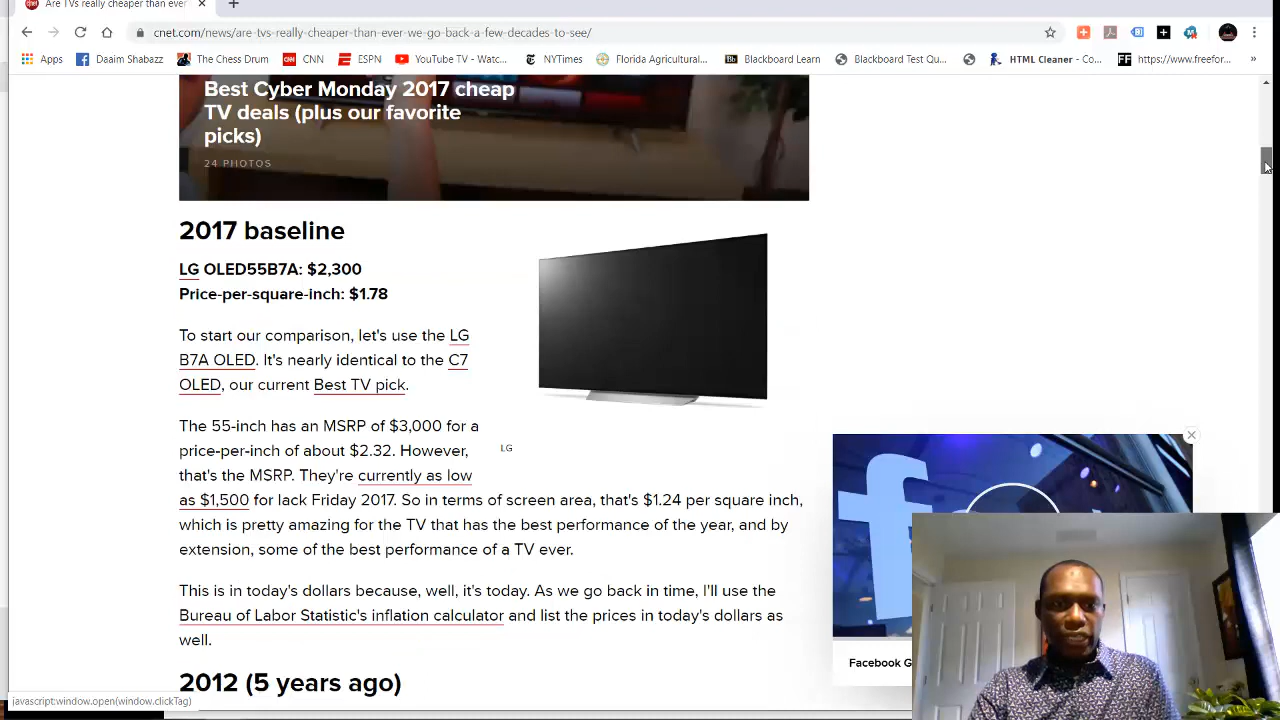 Are TVs really cheaper than ever
cnet.com/news/are-tvs-really-cheaper-than-ever-we-go-back-a-few-decades-to-see/
Apps
Daaim Shabazz
The Chess Drum
CNN
ESPN
YouTube TV - Watc...
NYTimes
Florida Agricultural...
Bb
Blackboard Learn
Blackboard Test Qu...
HTML Cleaner - Co...
FF
https://www.freefor...
»
Best Cyber Monday 2017 cheap
TV deals (plus our favorite
picks)
24 PHOTOS
2017 baseline
LG OLED55B7A: $2,300
Price-per-square-inch: $1.78
To start our comparison, let's use the LG
B7A OLED. It's nearly identical to the C7
OLED, our current Best TV pick.
The 55-inch has an MSRP of $3,000 for a
price-per-inch of about $2.32. However,
that's the MSRP. They're currently as low
as $1,500 for lack Friday 2017. So in terms of screen area, that's $1.24 per square inch,
which is pretty amazing for the TV that has the best performance of the year, and by
extension, some of the best performance of a TV ever.
LG
This is in today's dollars because, well, it's today. As we go back in time, I'll use the
Bureau of Labor Statistic's inflation calculator and list the prices in today's dollars as
well.
2012 (5 years ago)
Facebook G
javascript:window.open(window.clickTag)